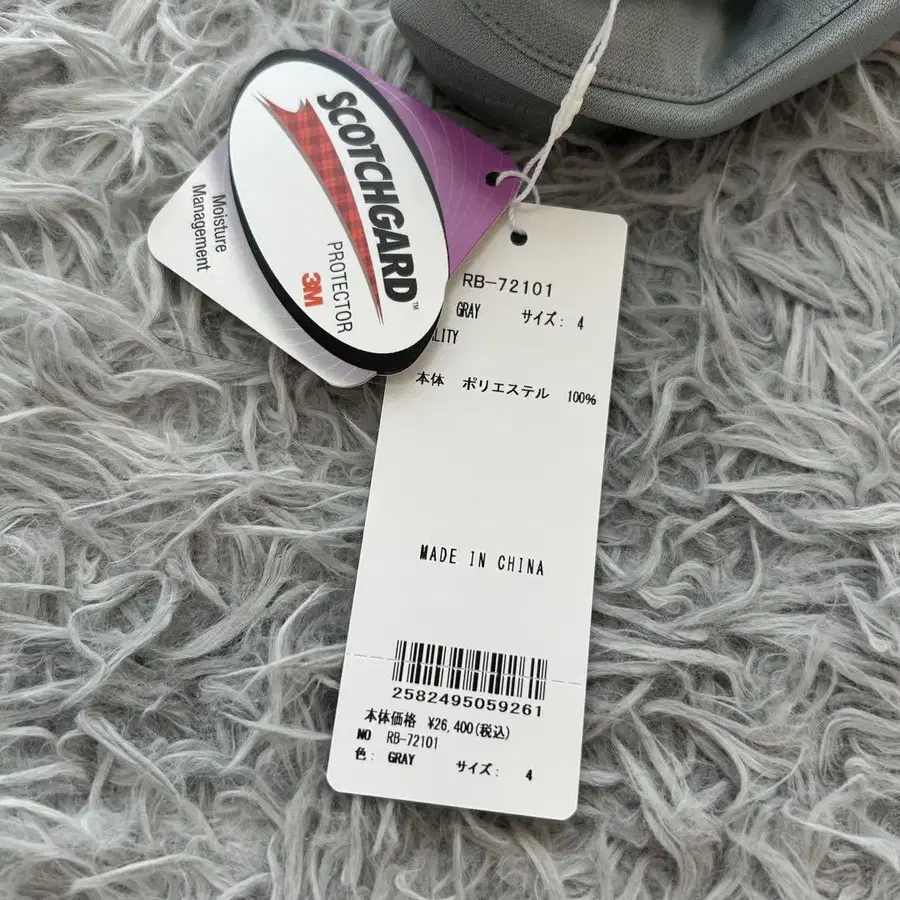 SCOTCHGARD™
PROTECTOR
3M
Moisture
Management
RB-72101
GRAY サイズ: 4
本体 ポリエステル 100%
MADE IN CHINA
2582495059261
本体価格 ¥26,400(税込)
NO RB-72101
色: GRAY サイズ: 4